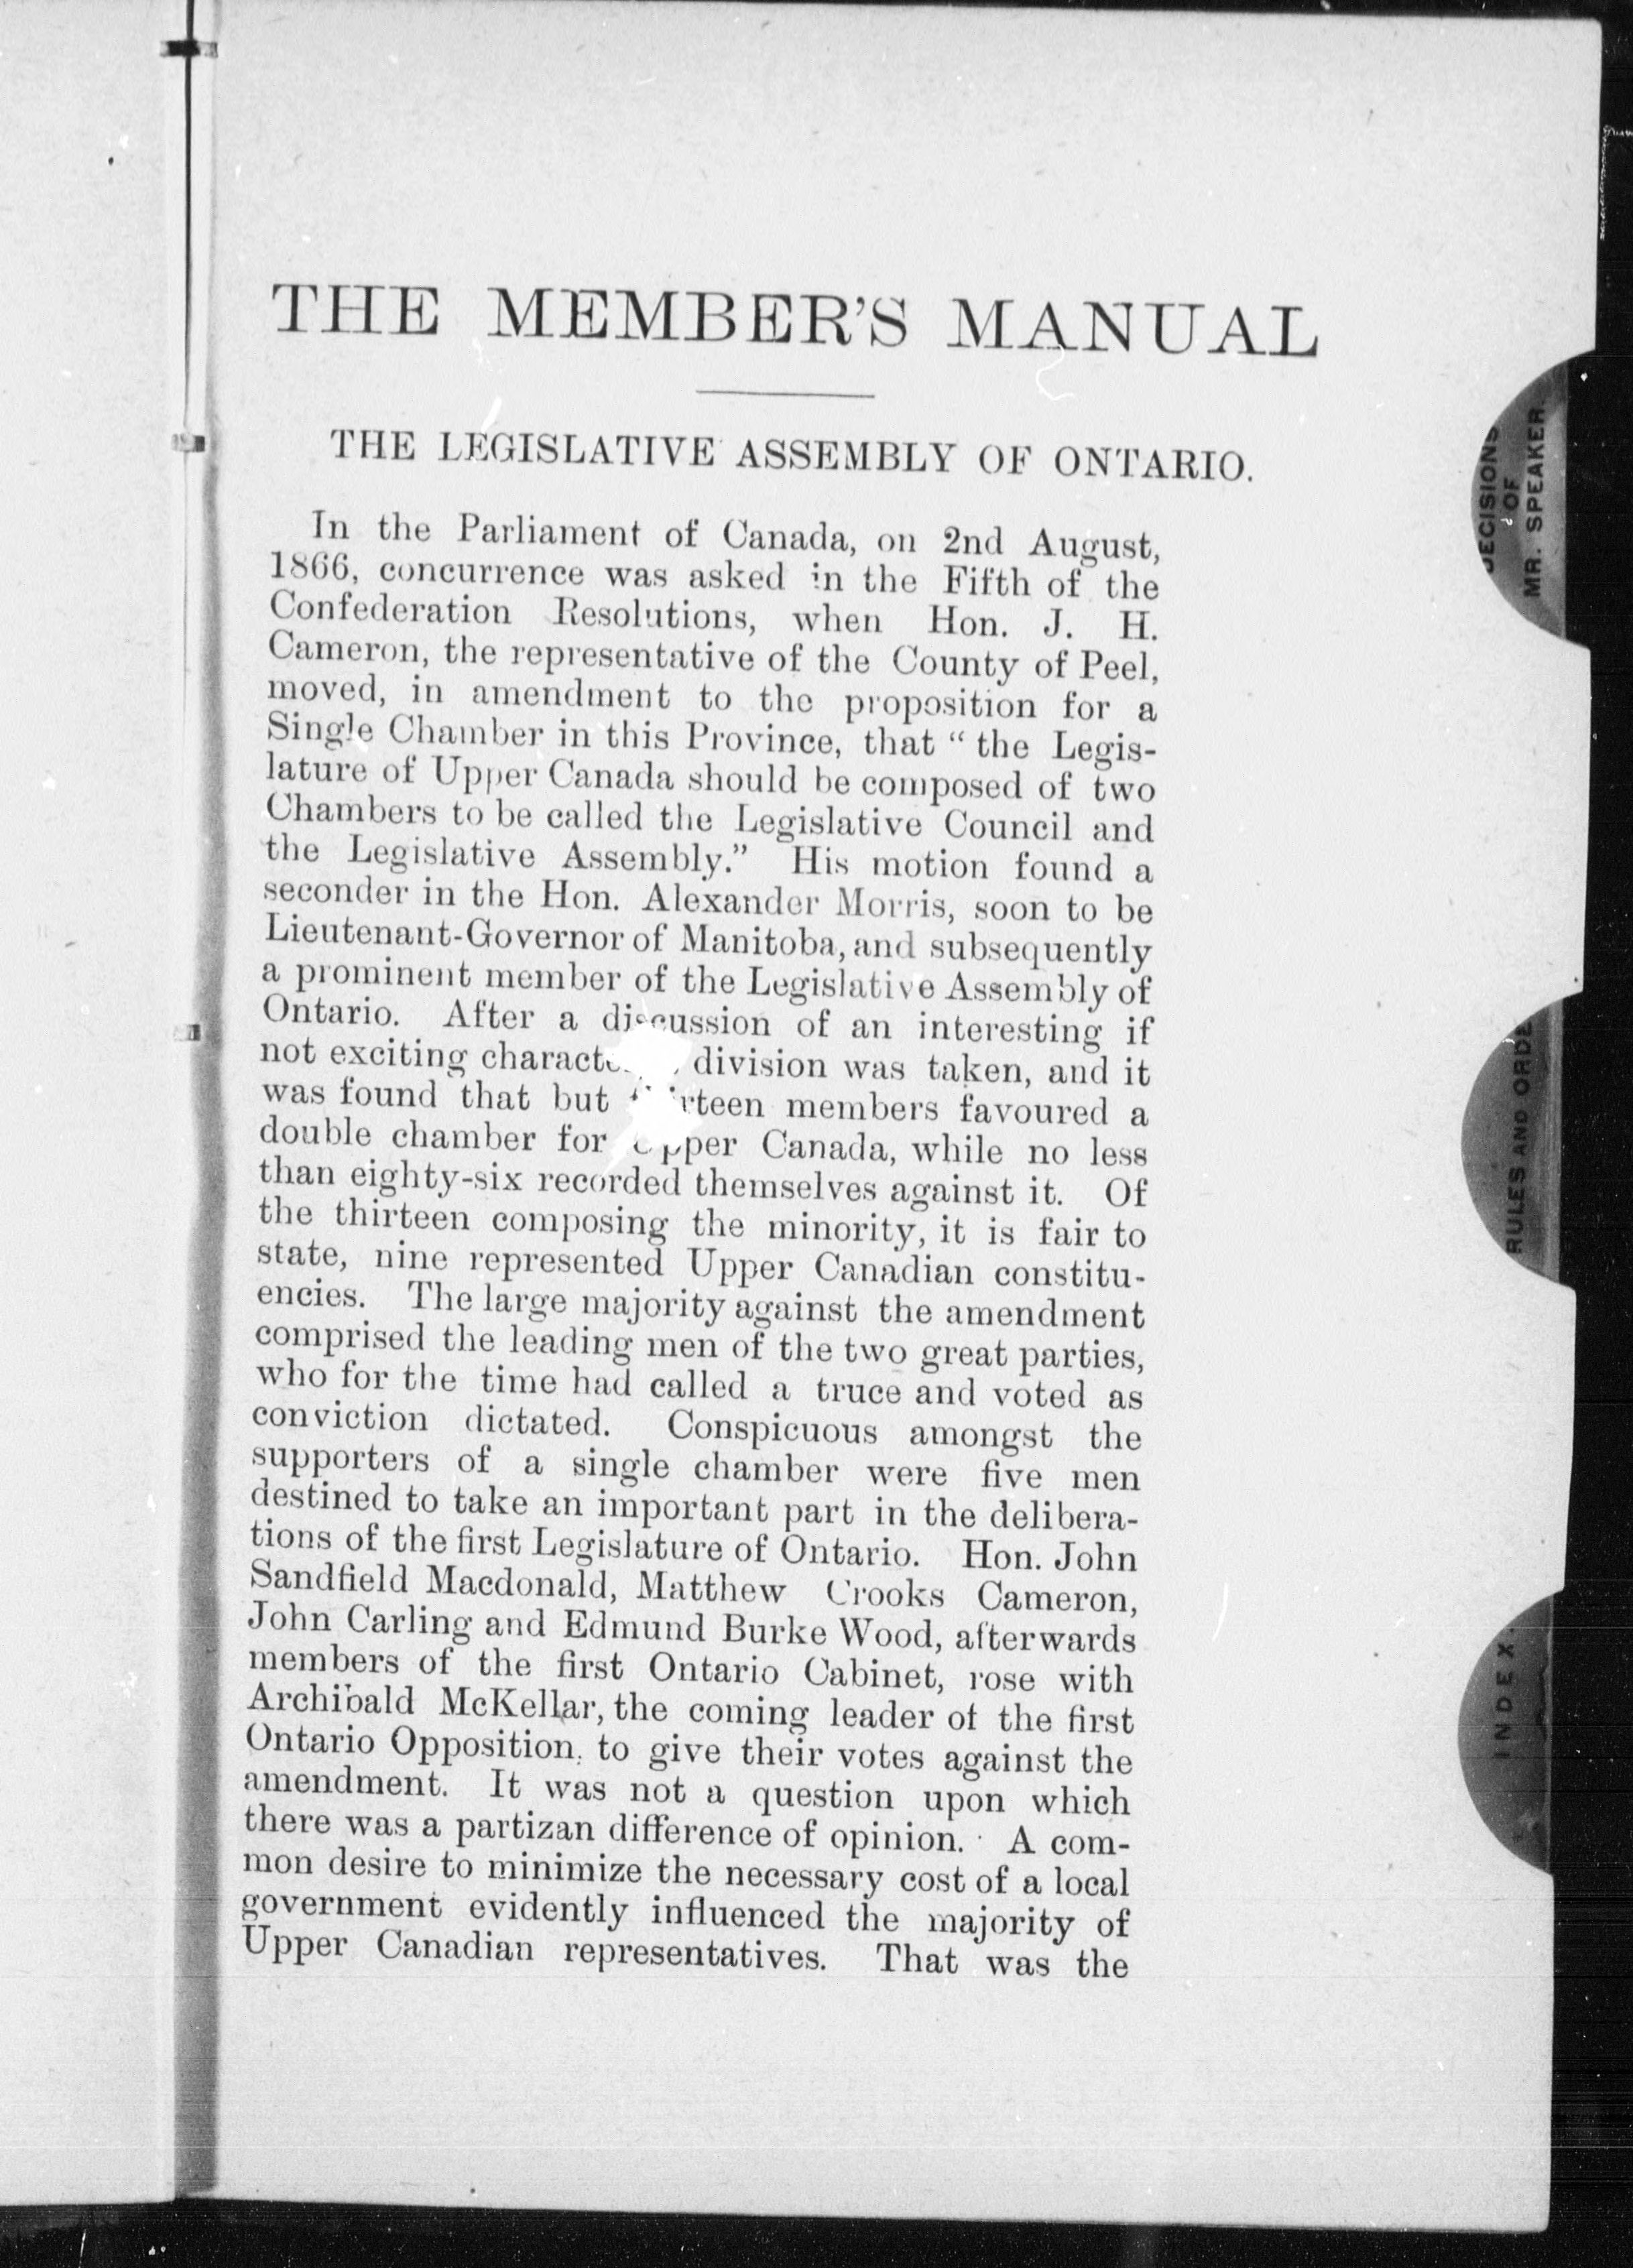 THE MEMBER'S MANUAL
THE LEGISLATIVE ASSEMBLY OF ONTARIO.
In the Parliament of Canada, on 2nd August,
1866, concurrence was asked in the Fifth of the
Confederation Resolutions, when Hon. J. H.
Cameron, the representative of the County of Peel,
moved, in amendment to the proposition for a
Single Chamber in this Province, that “ the Legis-
lature of Upper Canada should be composed of two
Chambers to be called the Legislative Council and
the Legislative Assembly.” His motion found a
seconder in the Hon. Alexander Morris, soon to be
Lieutenant-Governor of Manitoba, and subsequently
a prominent member of the Legislative Assembly of
Ontario. After a discussion of an interesting if
not exciting division was taken, and it
was found that but members favoured a
double chamber for Upper Canada, while no less
than eighty-six recorded themselves against it. Of
the thirteen composing the minority, it is fair to
state, nine represented Upper Canadian constitu-
encies. The large majority against the amendment
comprised the leading men of the two great parties,
who for the time had called a truce and voted as
conviction dictated. Conspicuous amongst the
supporters of a single chamber were five men
destined to take an important part in the delibera-
tions of the first Legislature of Ontario. Hon. John
Sandfield Macdonald, Matthew Crooks Cameron,
John Carling and Edmund Burke Wood, afterwards
members of the first Ontario Cabinet, rose with
Archibald McKellar, the coming leader of the first
Ontario Opposition, to give their votes against the
amendment. It was not a question upon which
there was a partizan difference of opinion. A com-
mon desire to minimize the necessary cost of a local
government evidently influenced the majority of
Upper Canadian representatives. That was the
DECISIONS
OF
MR. SPEAKER.
RULES AND
INDEX.